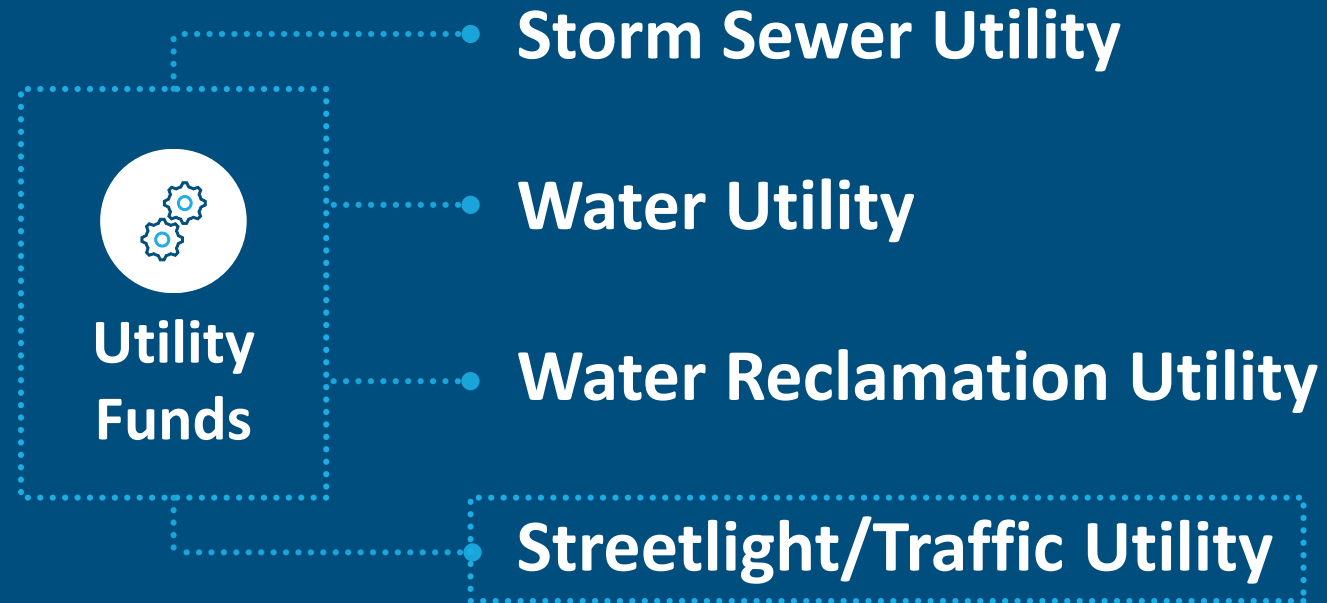 Storm Sewer Utility
Water Utility
Utility
Funds
Water Reclamation Utility
Streetlight/Traffic Utility